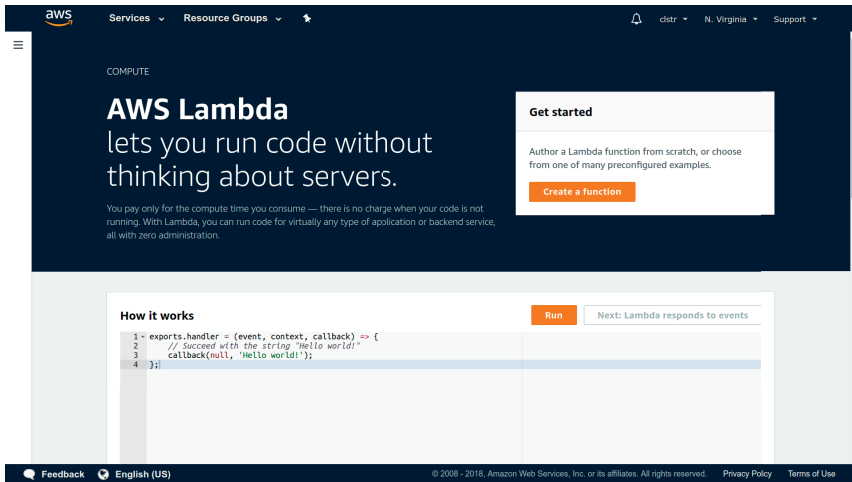 aws Services Resource Groups clstr N. Virginia Support
COMPUTE
AWS Lambda
lets you run code without
thinking about servers.
You pay only for the compute time you consume — there is no charge when your code is not
running. With Lambda, you can run code for virtually any type of application or backend service,
all with zero administration.
Get started
Author a Lambda function from scratch, or choose
from one of many preconfigured examples.
Create a function
How it works
Run
Next: Lambda responds to events
1 exports.handler = (event, context, callback) => {
2 // Succeed with the string "Hello world!"
3 callback(null, 'Hello world!');
4 };
Feedback English (US) © 2008 - 2018, Amazon Web Services, Inc. or its affiliates. All rights reserved. Privacy Policy Terms of Use